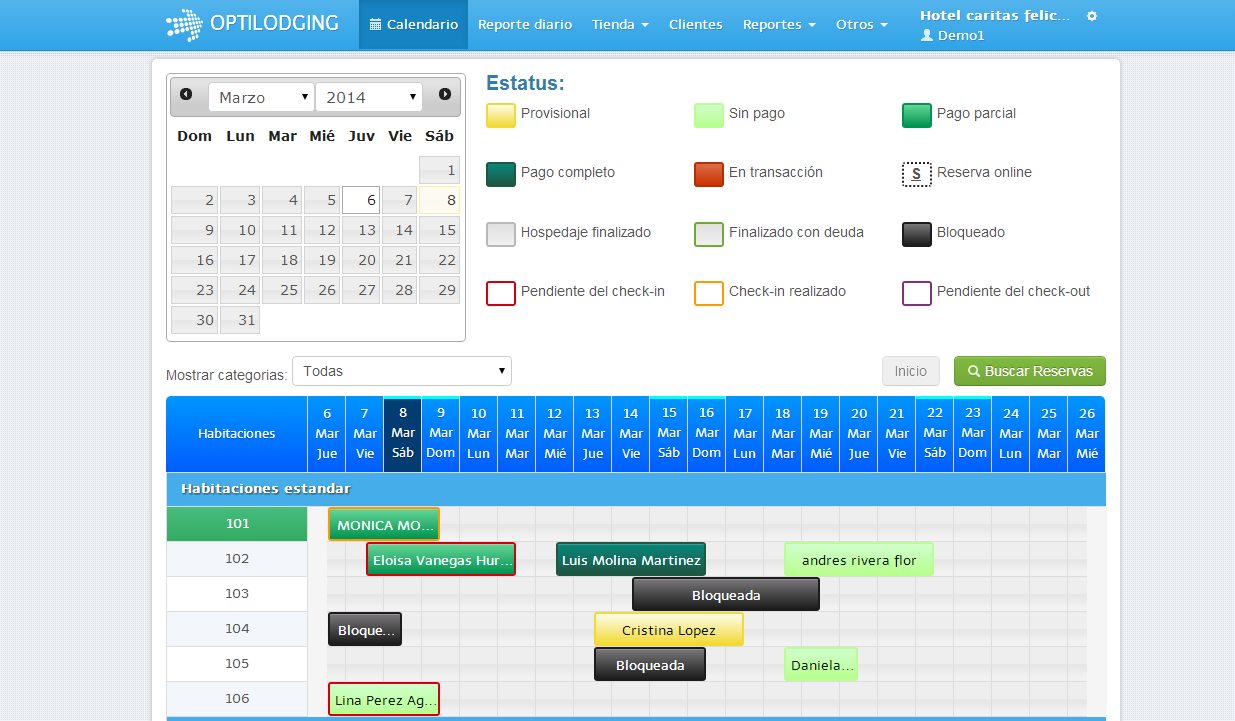 OPTILODGING Calendario Reporte diario Tienda Clientes Reportes Otros Hotel caritas felic...
Demo1
Marzo 2014
Dom Lun Mar Mié Juv Vie Sáb
1
2 3 4 5 6 7 8
9 10 11 12 13 14 15
16 17 18 19 20 21 22
23 24 25 26 27 28 29
30 31
Estatus:
Provisional Sin pago Pago parcial
Pago completo En transacción $ Reserva online
Hospedaje finalizado Finalizado con deuda Bloqueado
Pendiente del check-in Check-in realizado Pendiente del check-out
Mostrar categorias: Todas Inicio Buscar Reservas
6 7 8 9 10 11 12 13 14 15 16 17 18 19 20 21 22 23 24 25 26
Habitaciones Mar Mar Mar Mar Mar Mar Mar Mar Mar Mar Mar Mar Mar Mar Mar Mar Mar Mar Mar Mar Mar
Jue Vie Sáb Dom Lun Mar Mié Jue Vie Sáb Dom Lun Mar Mié Jue Vie Sáb Dom Lun Mar Mié
Habitaciones estandar
101 MONICA MO...
102 Eloisa Vanegas Hur... Luis Molina Martinez andres rivera flor
103 Bloqueada
104 Bloque... Cristina Lopez
105 Bloqueada Daniela...
106 Lina Perez Ag...